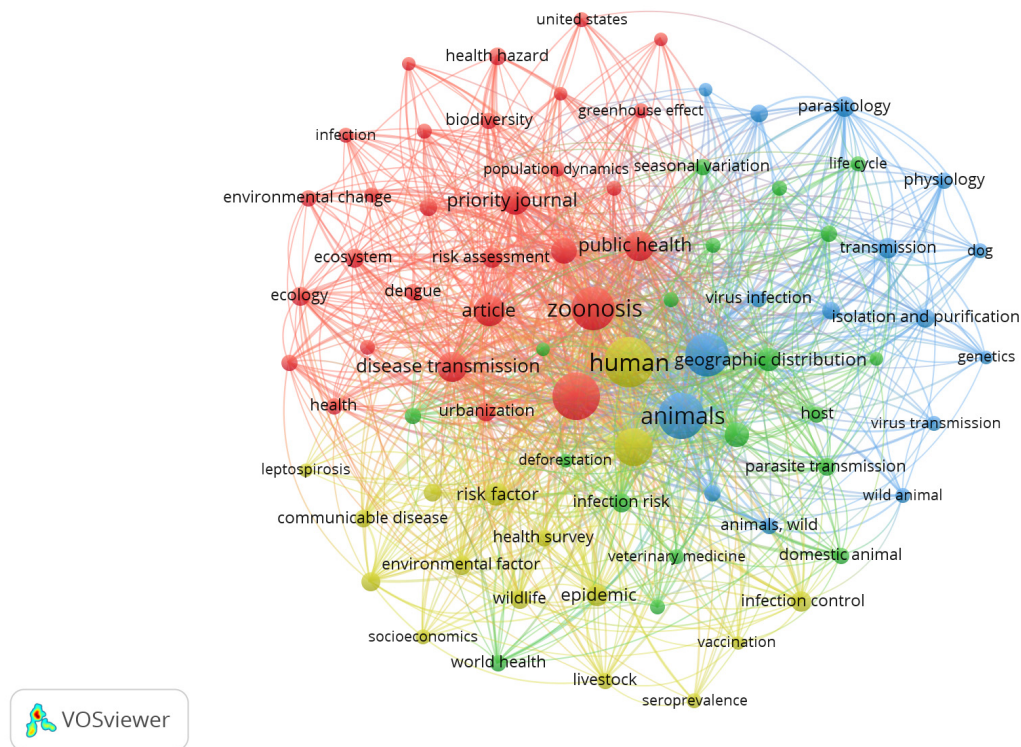 united states
health hazard
parasitology
greenhouse effect
biodiversity
infection
population dynamics
seasonal variation
life cycle
physiology
environmental change
priority journal
public health
transmission
dog
ecosystem
risk assessment
ecology
dengue
virus infection
article
zoonosis
isolation and purification
disease transmission
human
geographic distribution
genetics
health
urbanization
animals
host
virus transmission
leptospirosis
deforestation
parasite transmission
risk factor
infection risk
wild animal
communicable disease
animals, wild
health survey
environmental factor
veterinary medicine
domestic animal
wildlife
epidemic
infection control
socioeconomics
vaccination
world health
livestock
seroprevalence
VOSviewer